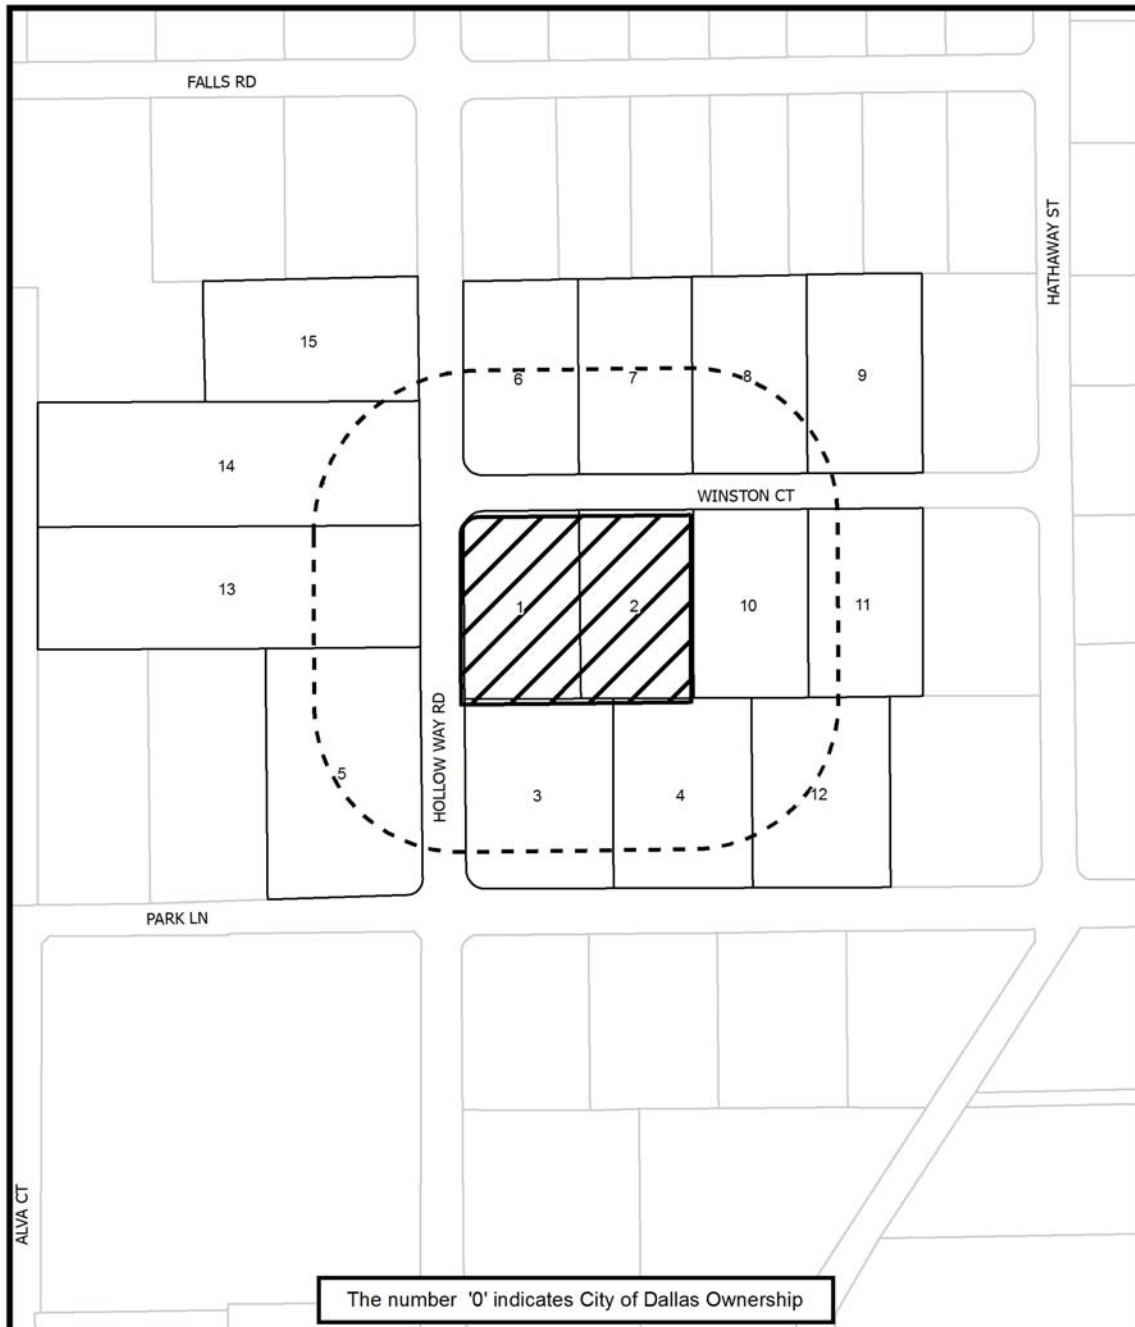 FALLS RD
HATHAWAY ST
15
6
7
8
9
14
WINSTON CT
13
1
2
10
11
HOLLOW WAY RD
5
3
4
12
PARK LN
ALVA CT
The number '0' indicates City of Dallas Ownership